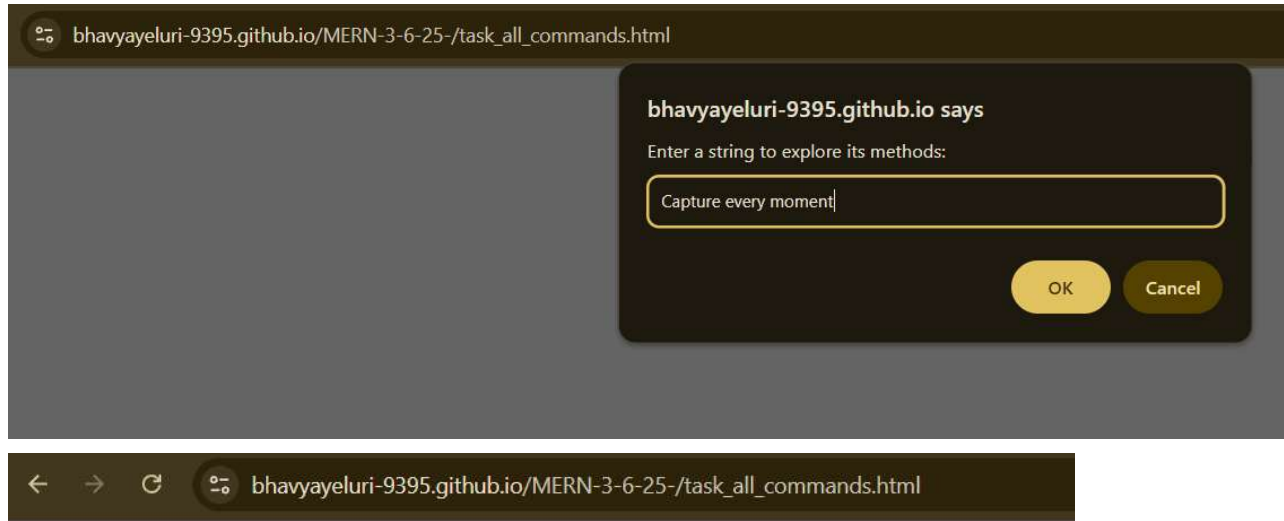 bhavyayeluri-9395.github.io/MERN-3-6-25-/task_all_commands.html
bhavyayeluri-9395.github.io says
Enter a string to explore its methods:
Capture every moment
OK Cancel
bhavyayeluri-9395.github.io/MERN-3-6-25-/task_all_commands.html